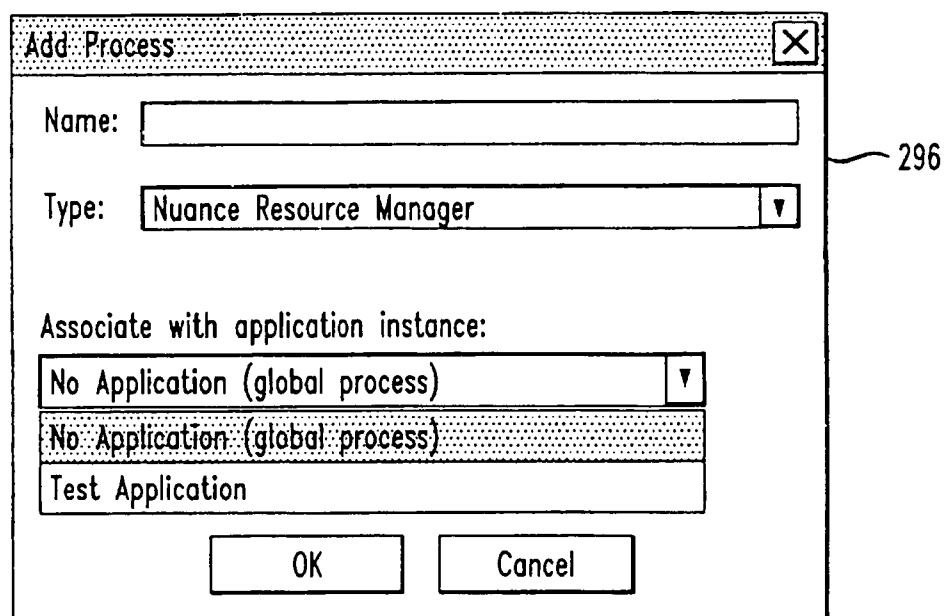 Add Process
Name:
296
Type: Nuance Resource Manager
Associate with application instance:
No Application (global process)
No Application (global process)
Test Application
OK Cancel